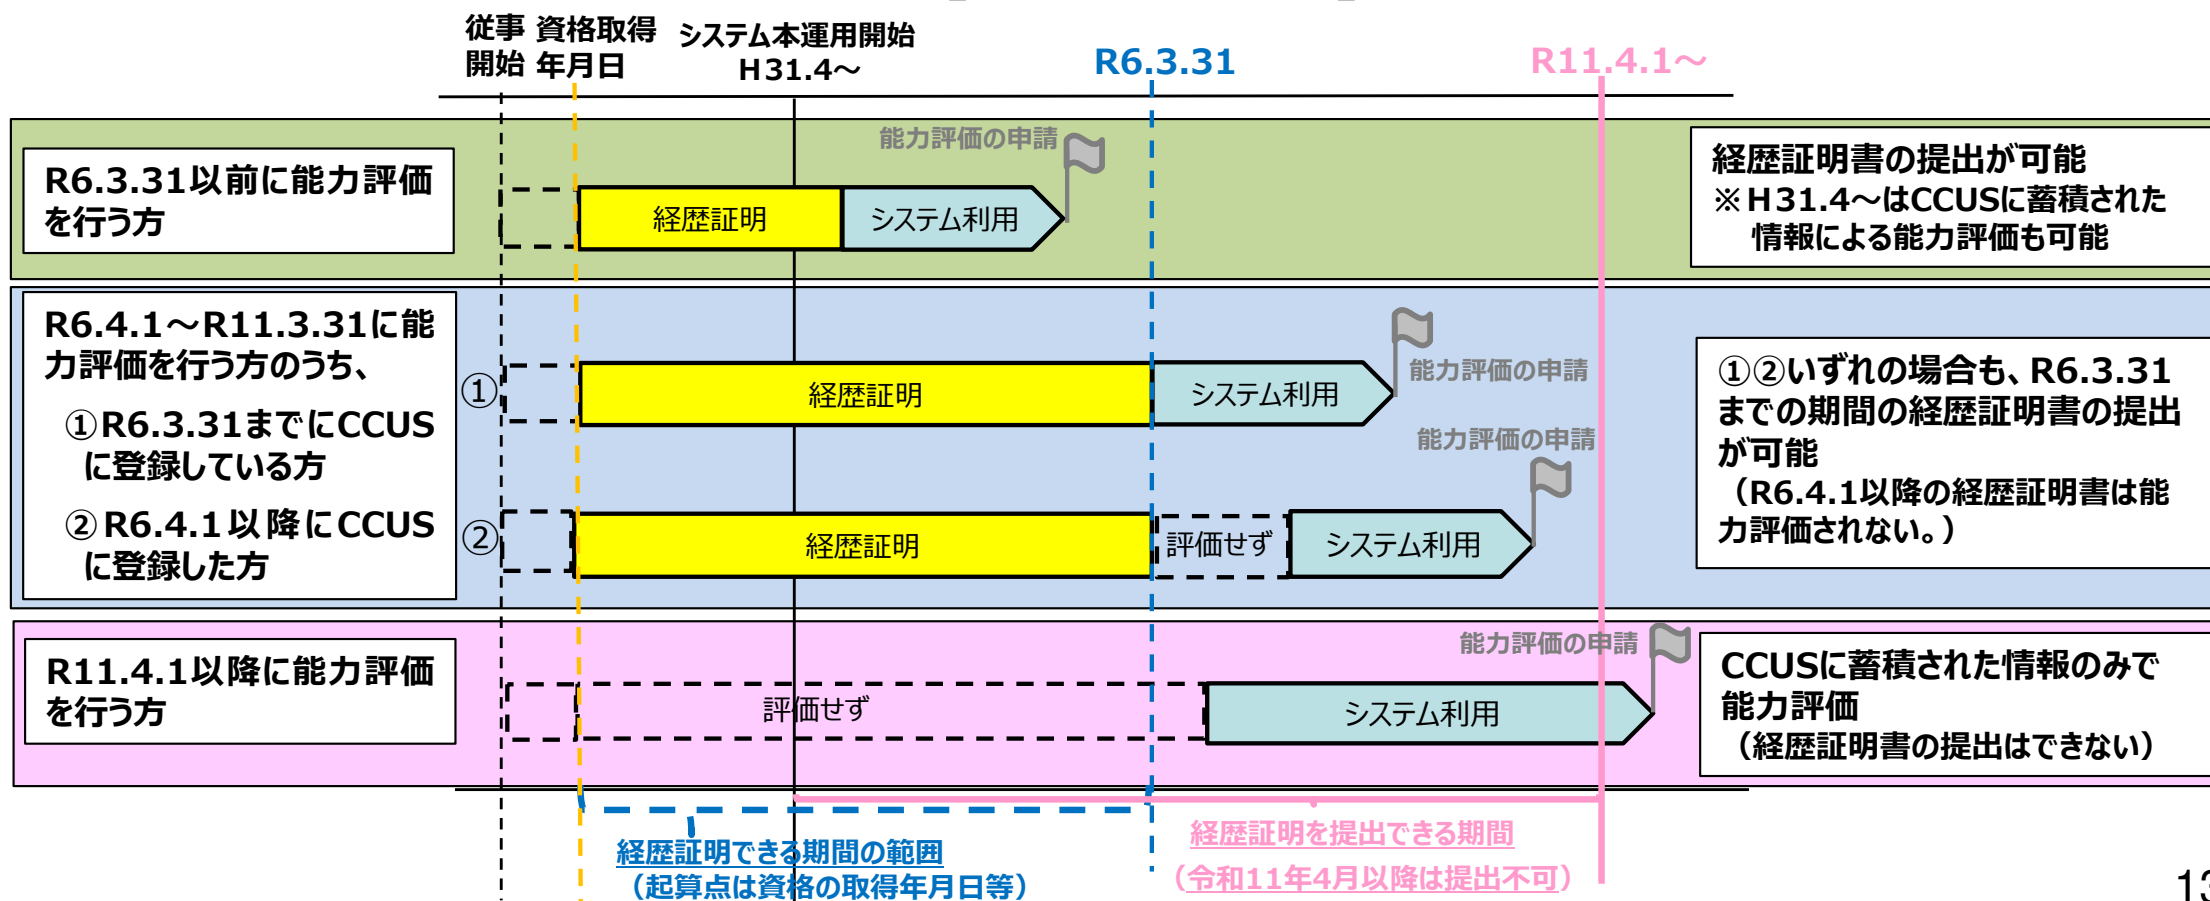 従事
開始
資格取得
年月日
システム本運用開始
H31.4～
R6.3.31
R11.4.1～
R6.3.31以前に能力評価
を行う方
経歴証明
システム利用
能力評価の申請
経歴証明書の提出が可能
※H31.4～はCCUSに蓄積された
情報による能力評価も可能
R6.4.1～R11.3.31に能
力評価を行う方のうち、
①R6.3.31までにCCUS
に登録している方
②R6.4.1以降にCCUS
に登録した方
①
経歴証明
システム利用
能力評価の申請
②
経歴証明
評価せず
システム利用
能力評価の申請
①②いずれの場合も、R6.3.31
までの期間の経歴証明書の提出
が可能
（R6.4.1以降の経歴証明書は能
力評価されない。）
R11.4.1以降に能力評価
を行う方
評価せず
システム利用
能力評価の申請
CCUSに蓄積された情報のみで
能力評価
（経歴証明書の提出はできない）
経歴証明できる期間の範囲
（起算点は資格の取得年月日等）
経歴証明を提出できる期間
（令和11年4月以降は提出不可）
13